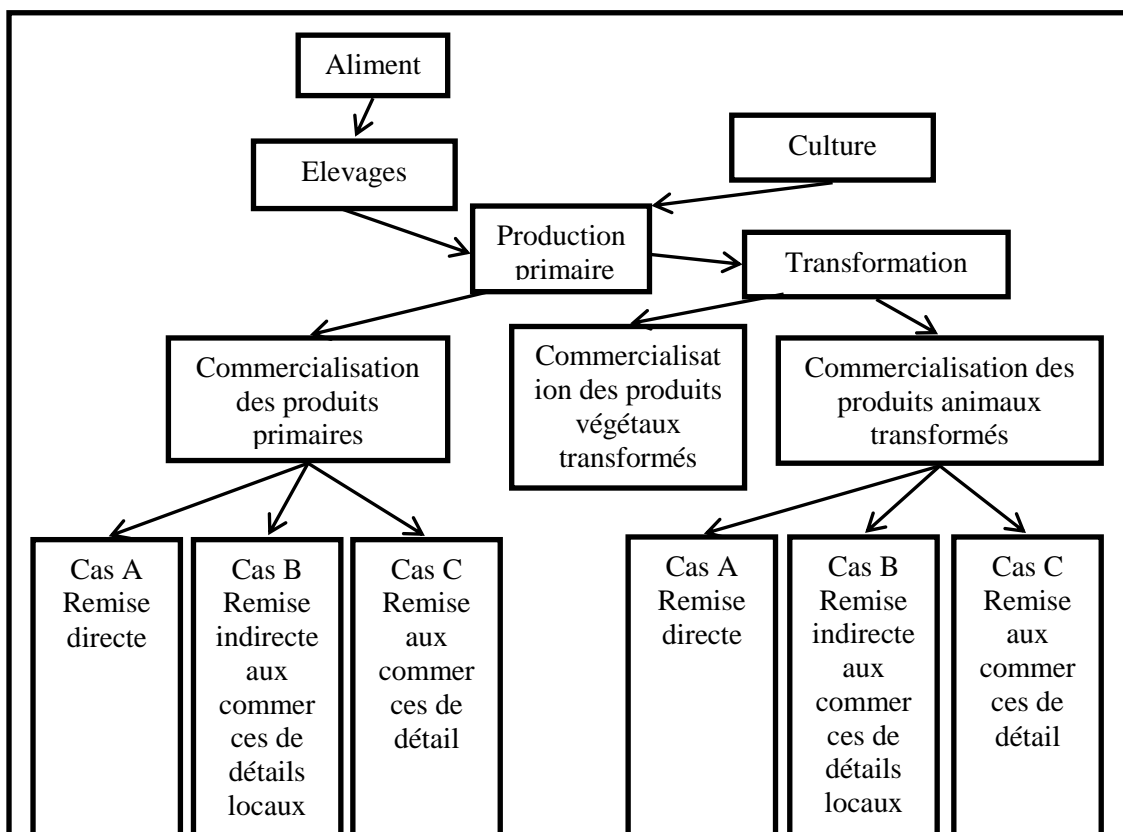 Aliment
Elevages
Culture
Production
primaire
Transformation
Commercialisation
des produits
primaires
Commercialisat
ion des produits
végétaux
transformés
Commercialisation des
produits animaux
transformés
Cas A
Remise
directe
Cas B
Remise
indirecte
aux
commer
ces de
détails
locaux
Cas C
Remise
aux
commer
ces de
détail
Cas A
Remise
directe
Cas B
Remise
indirecte
aux
commer
ces de
détails
locaux
Cas C
Remise
aux
commer
ces de
détail